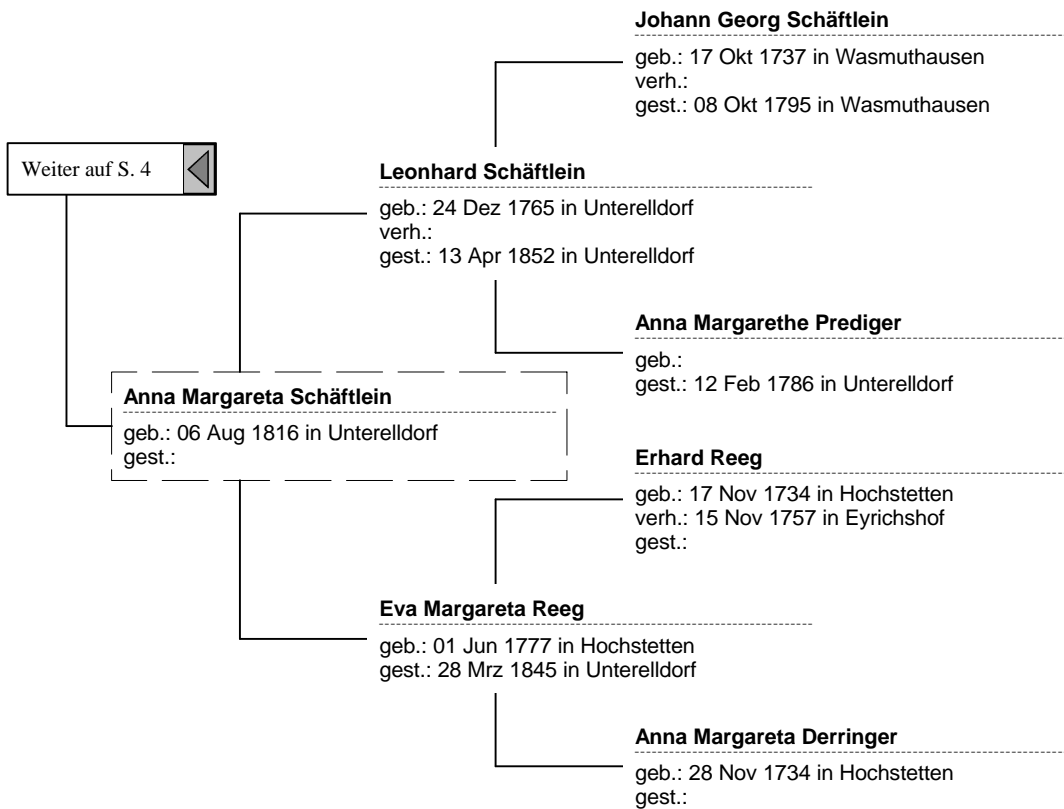 Johann Georg Schäftlein
geb.: 17 Okt 1737 in Wasmuthausen
verh.:
gest.: 08 Okt 1795 in Wasmuthausen
Weiter auf S. 4
Leonhard Schäftlein
geb.: 24 Dez 1765 in Unterelldorf
verh.:
gest.: 13 Apr 1852 in Unterelldorf
Anna Margarethe Prediger
geb.:
gest.: 12 Feb 1786 in Unterelldorf
Anna Margareta Schäftlein
geb.: 06 Aug 1816 in Unterelldorf
gest.:
Erhard Reeg
geb.: 17 Nov 1734 in Hochstetten
verh.: 15 Nov 1757 in Eyrichshof
gest.:
Eva Margareta Reeg
geb.: 01 Jun 1777 in Hochstetten
gest.: 28 Mrz 1845 in Unterelldorf
Anna Margareta Derringer
geb.: 28 Nov 1734 in Hochstetten
gest.: